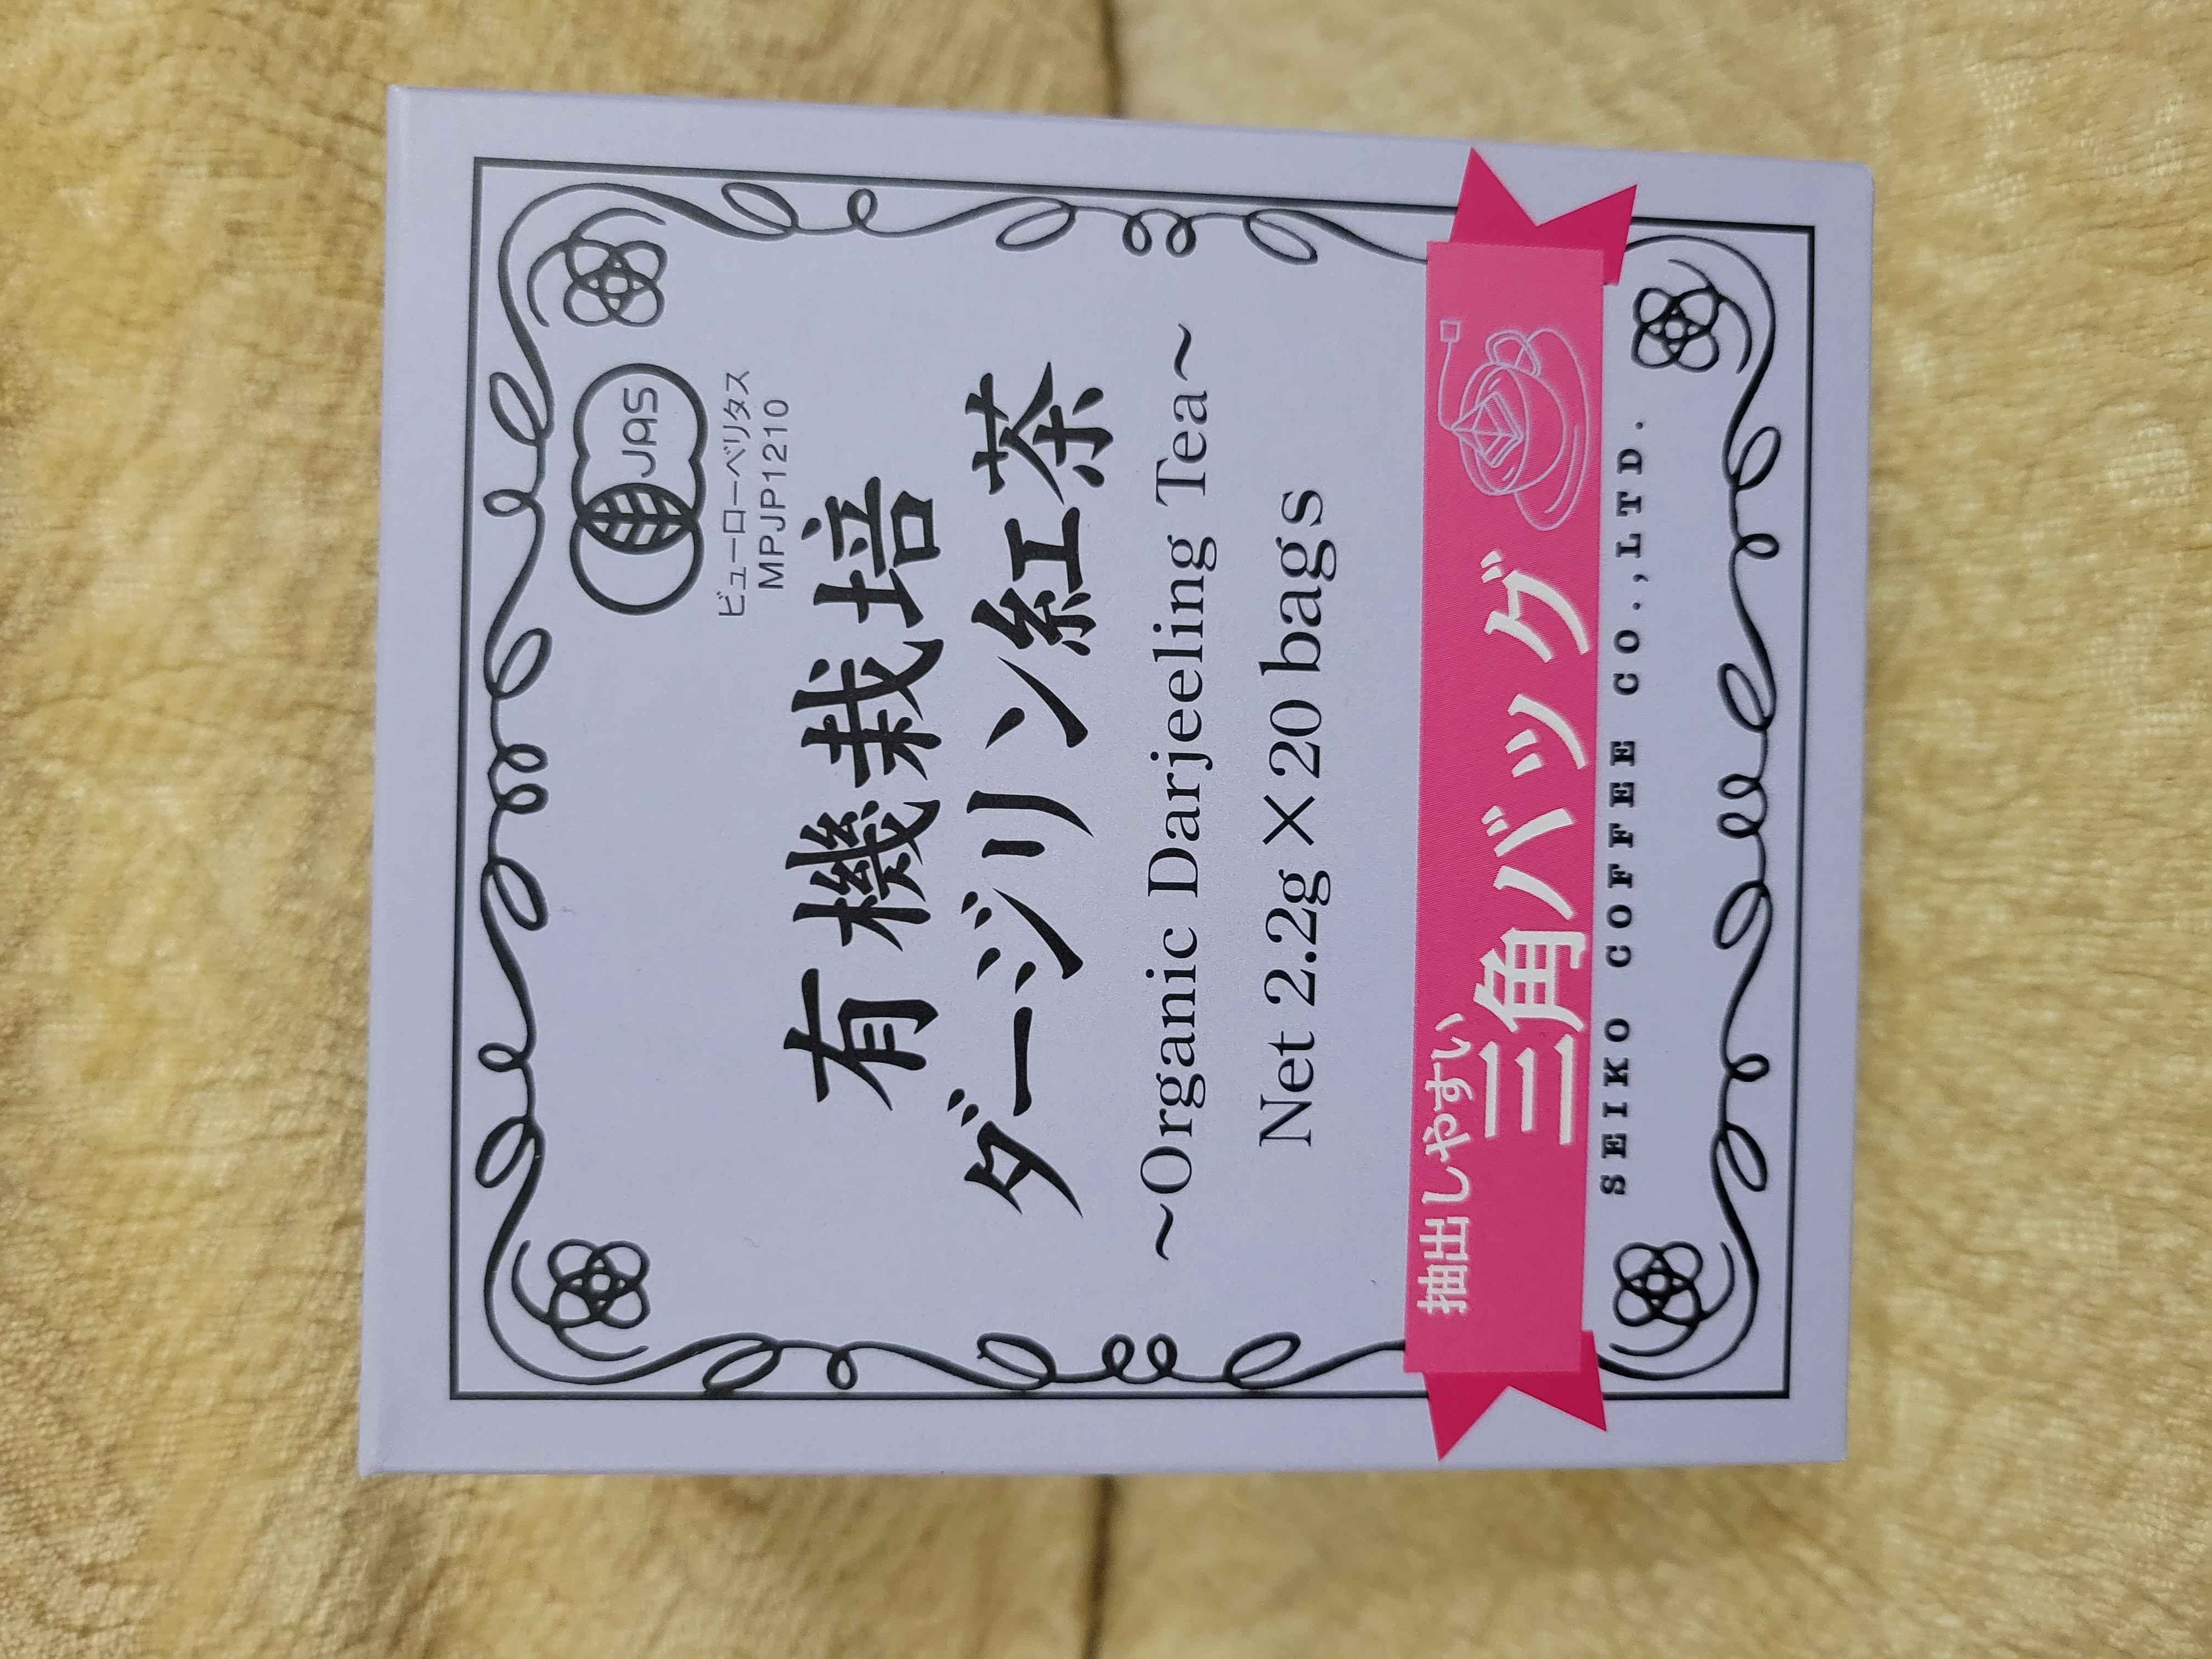 JAS
ビューローベリタス
MPJP1210
有機栽培
ダージリン紅茶
~Organic Darjeeling Tea~
Net 2.2g×20 bags
抽出しやすい
三角バッグ
SEIKO COFFEE CO.,LTD.